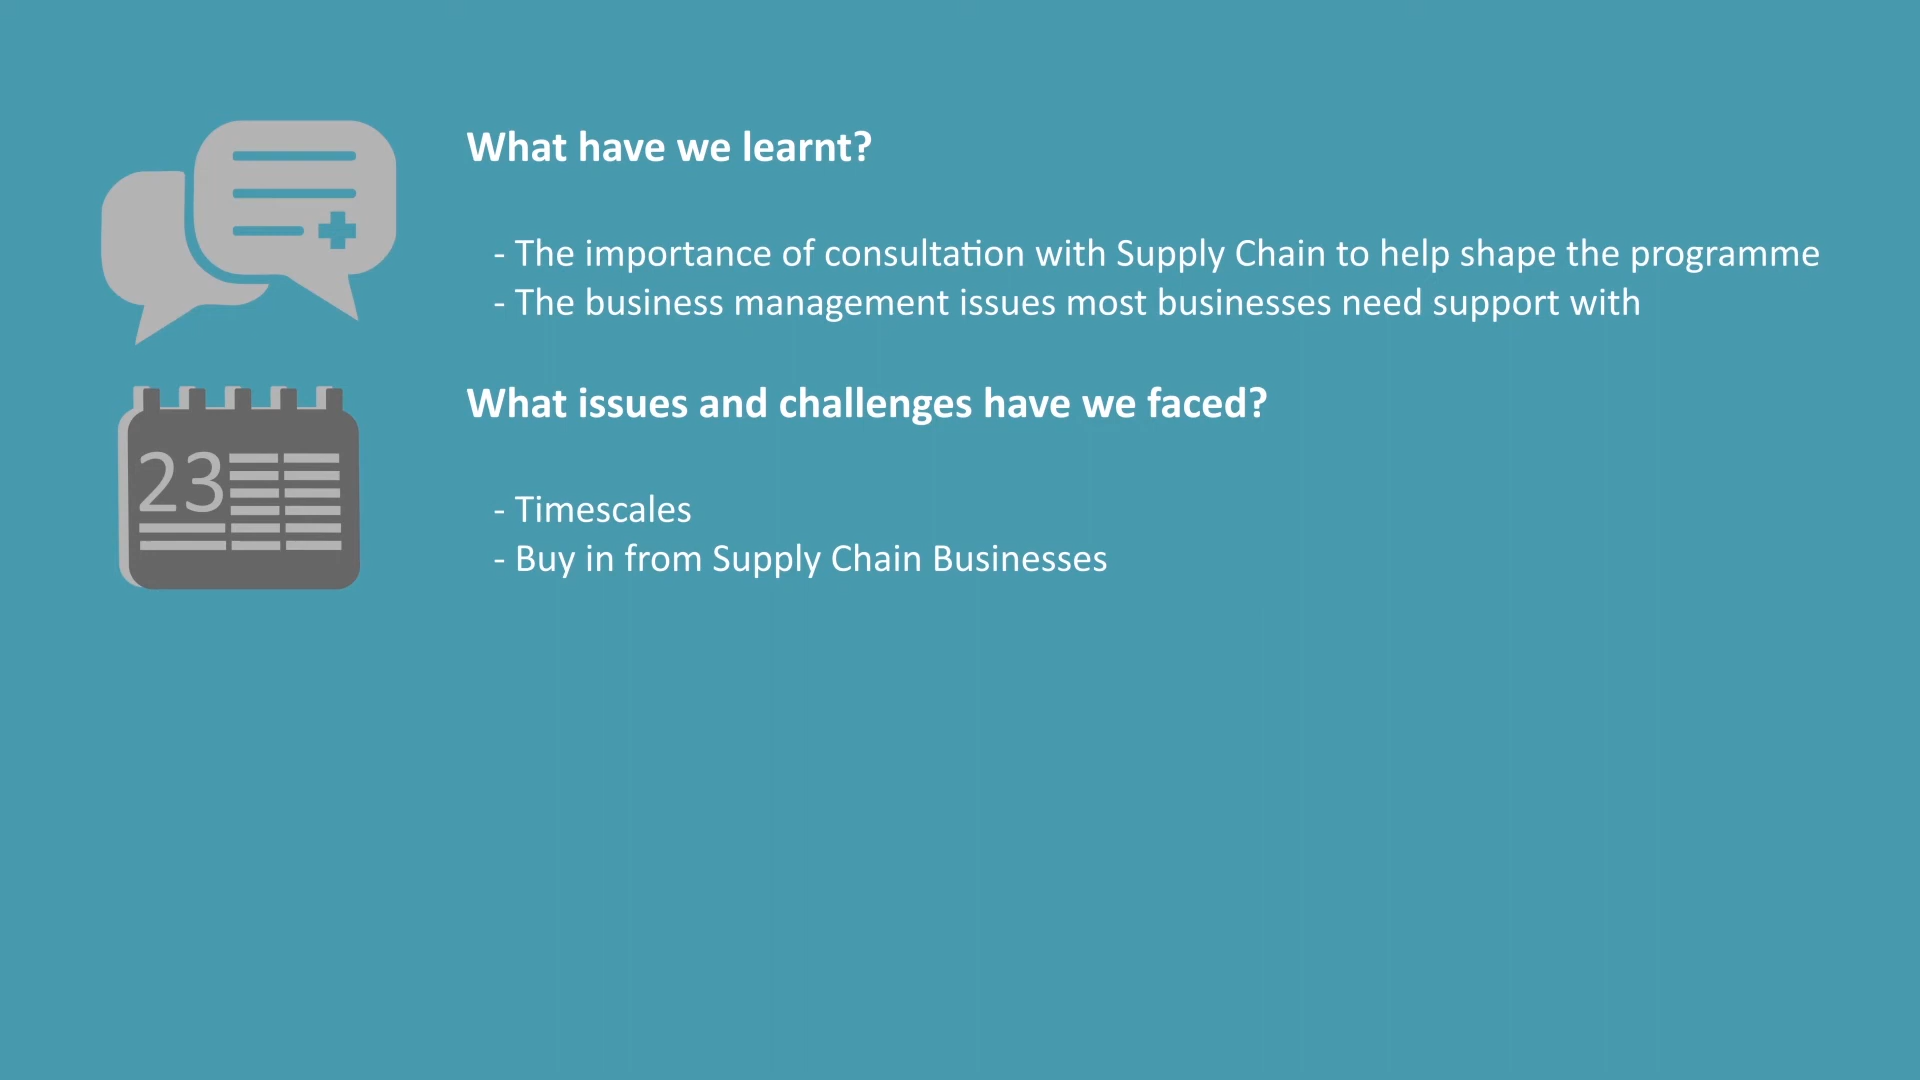 What have we learnt?
- The importance of consultation with Supply Chain to help shape the programme
- The business management issues most businesses need support with
What issues and challenges have we faced?
23
- Timescales
- Buy in from Supply Chain Businesses